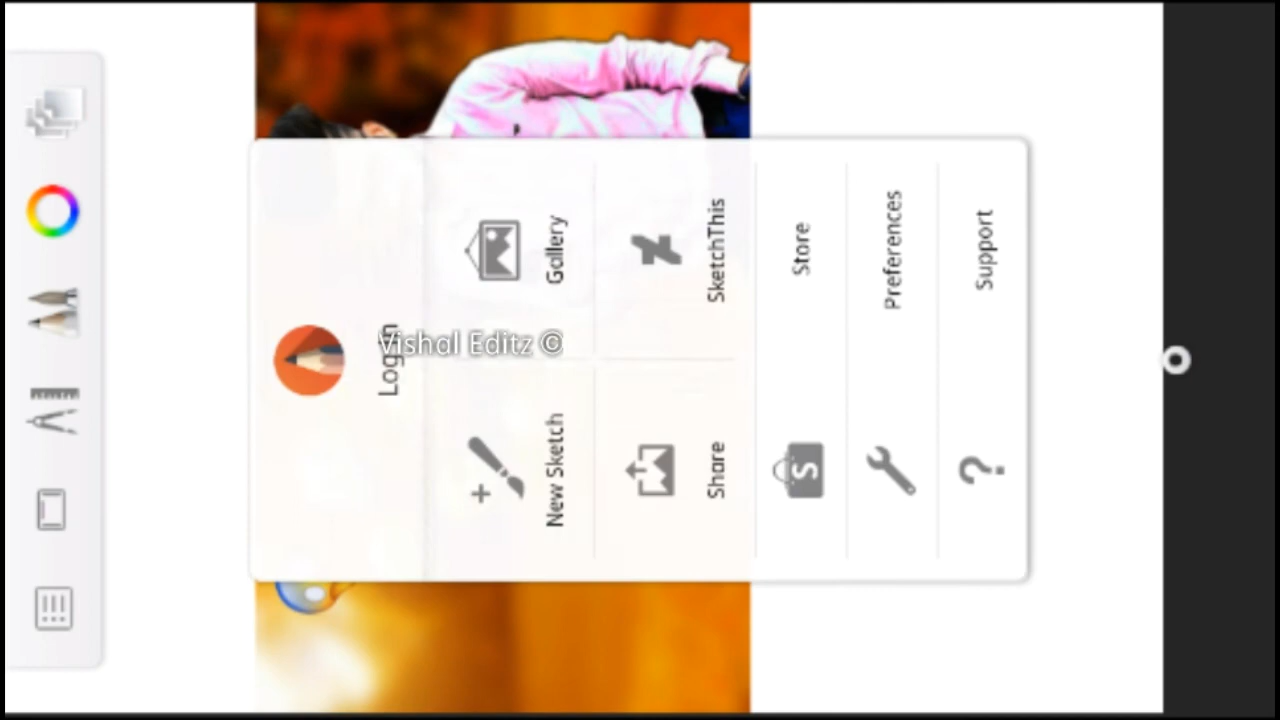 Login
Vishal Editz ©
New Sketch
Gallery
Share
SketchThis
Store
Preferences
Support